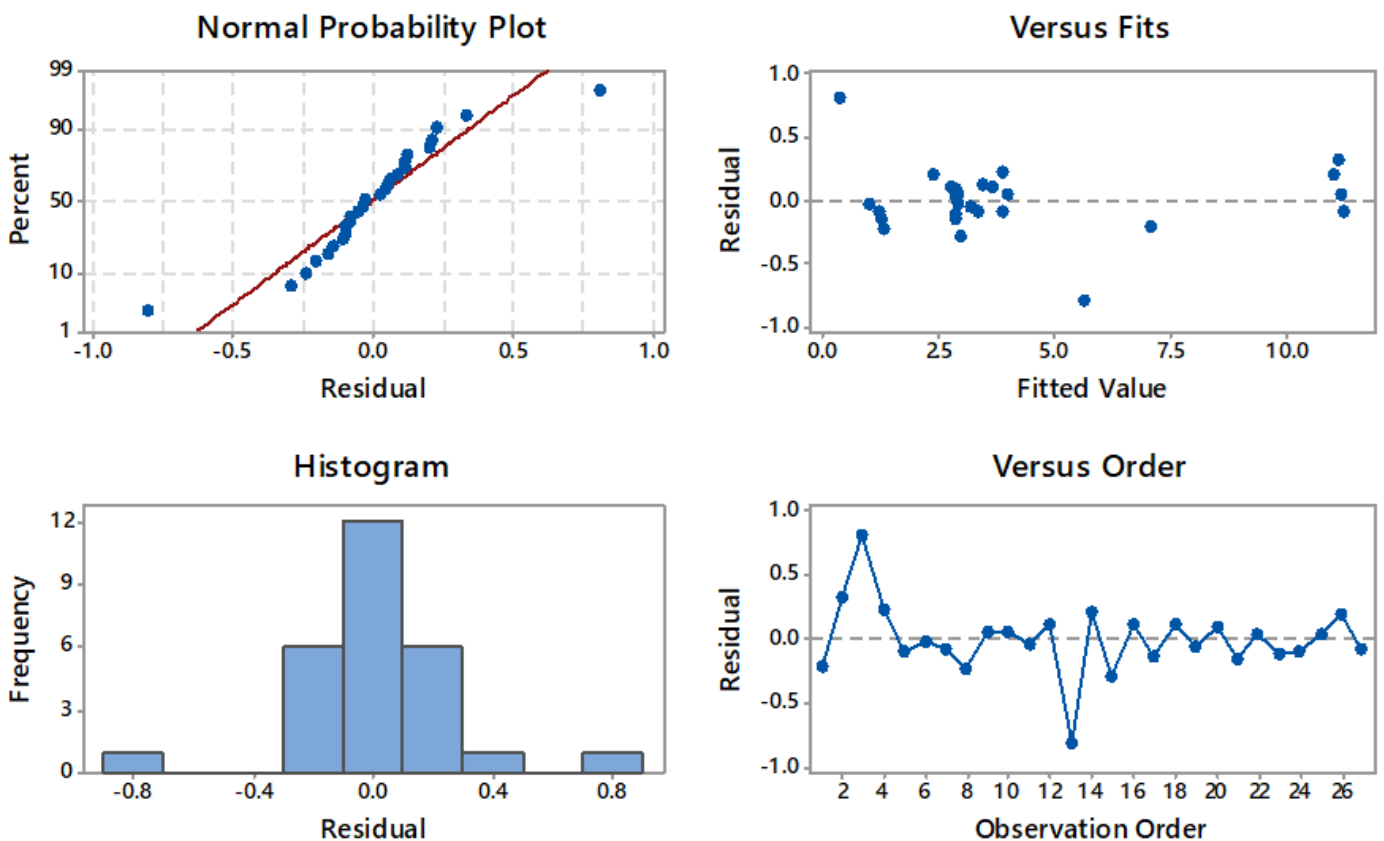 Normal Probability Plot
99
90
50
10
1
Percent
-1.0 -0.5 0.0 0.5 1.0
Residual
Versus Fits
1.0
0.5
0.0
-0.5
-1.0
Residual
0.0 2.5 5.0 7.5 10.0
Fitted Value
Histogram
12
9
6
3
0
Frequency
-0.8 -0.4 0.0 0.4 0.8
Residual
Versus Order
1.0
0.5
0.0
-0.5
-1.0
Residual
2 4 6 8 10 12 14 16 18 20 22 24 26
Observation Order